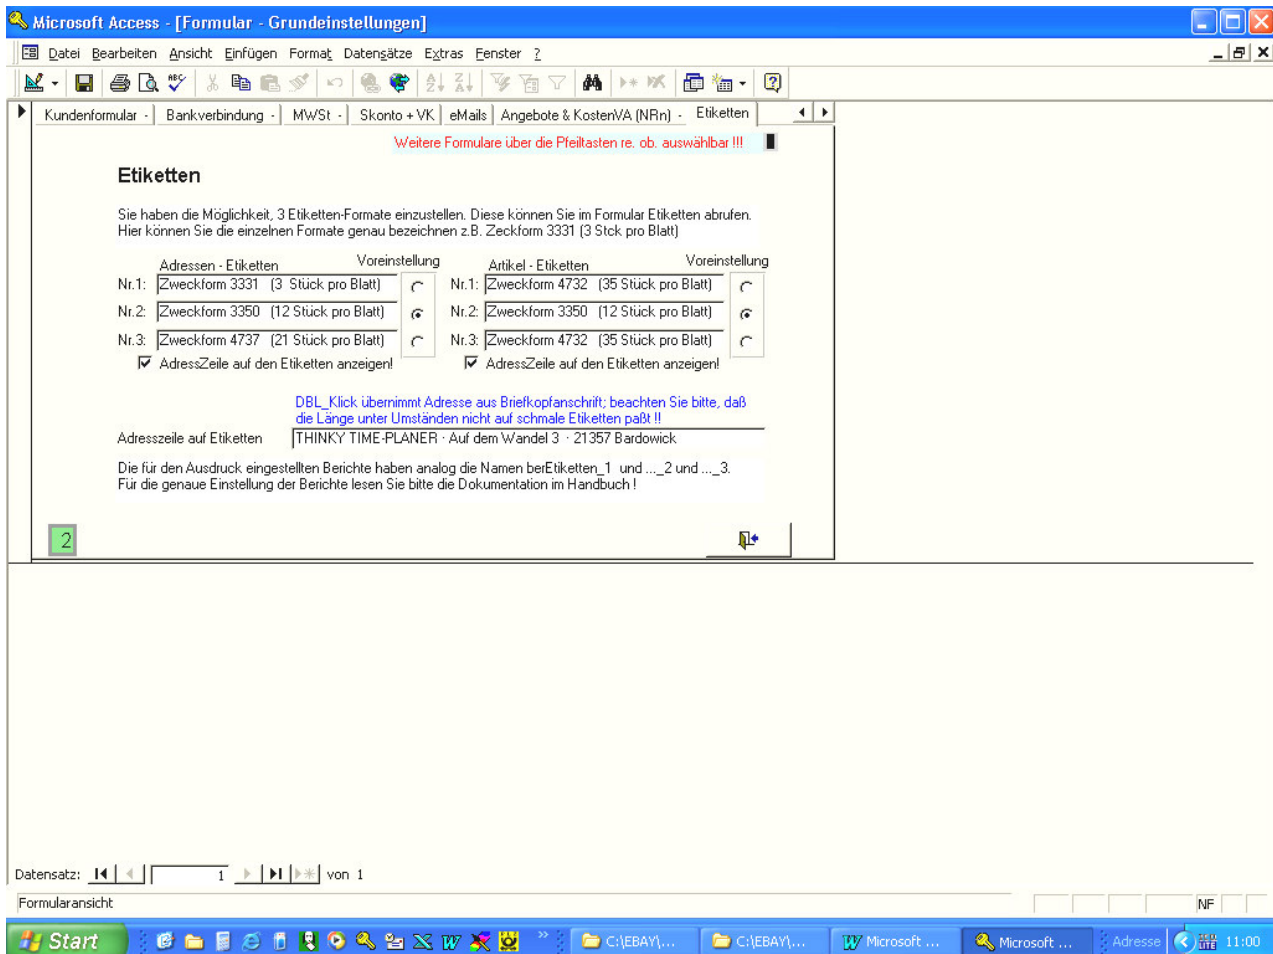 Microsoft Access - [Formular - Grundeinstellungen]
Datei Bearbeiten Ansicht Einfügen Format Datensätze Extras Fenster ?
Kundenformular - Bankverbindung - MWSt - Skonto + VK eMails Angebote & KostenVA (NRn) - Etiketten
Weitere Formulare über die Pfeiltasten re. ob. auswählbar !!!
Etiketten
Sie haben die Möglichkeit, 3 Etiketten-Formate einzustellen. Diese können Sie im Formular Etiketten abrufen.
Hier können Sie die einzelnen Formate genau bezeichnen z.B. Zeckform 3331 (3 Stck pro Blatt)
Adressen - Etiketten Voreinstellung Artikel - Etiketten Voreinstellung
Nr.1: Zweckform 3331 (3 Stück pro Blatt) Nr.1: Zweckform 4732 (35 Stück pro Blatt)
Nr.2: Zweckform 3350 (12 Stück pro Blatt) Nr.2: Zweckform 3350 (12 Stück pro Blatt)
Nr.3: Zweckform 4737 (21 Stück pro Blatt) Nr.3: Zweckform 4732 (35 Stück pro Blatt)
AdressZeile auf den Etiketten anzeigen! AdressZeile auf den Etiketten anzeigen!
DBL_Klick übernimmt Adresse aus Briefkopfanschrift; beachten Sie bitte, daß
die Länge unter Umständen nicht auf schmale Etiketten paßt !!
Adresszeile auf Etiketten THINKY TIME-PLANER · Auf dem Wandel 3 · 21357 Bardowick
Die für den Ausdruck eingestellten Berichte haben analog die Namen berEtiketten_1 und ..._2 und ..._3.
Für die genaue Einstellung der Berichte lesen Sie bitte die Dokumentation im Handbuch !
2
Datensatz: 1 von 1
Formularansicht NF
Start C:\EBAY\... C:\EBAY\... Microsoft ... Microsoft ... Adresse 11:00